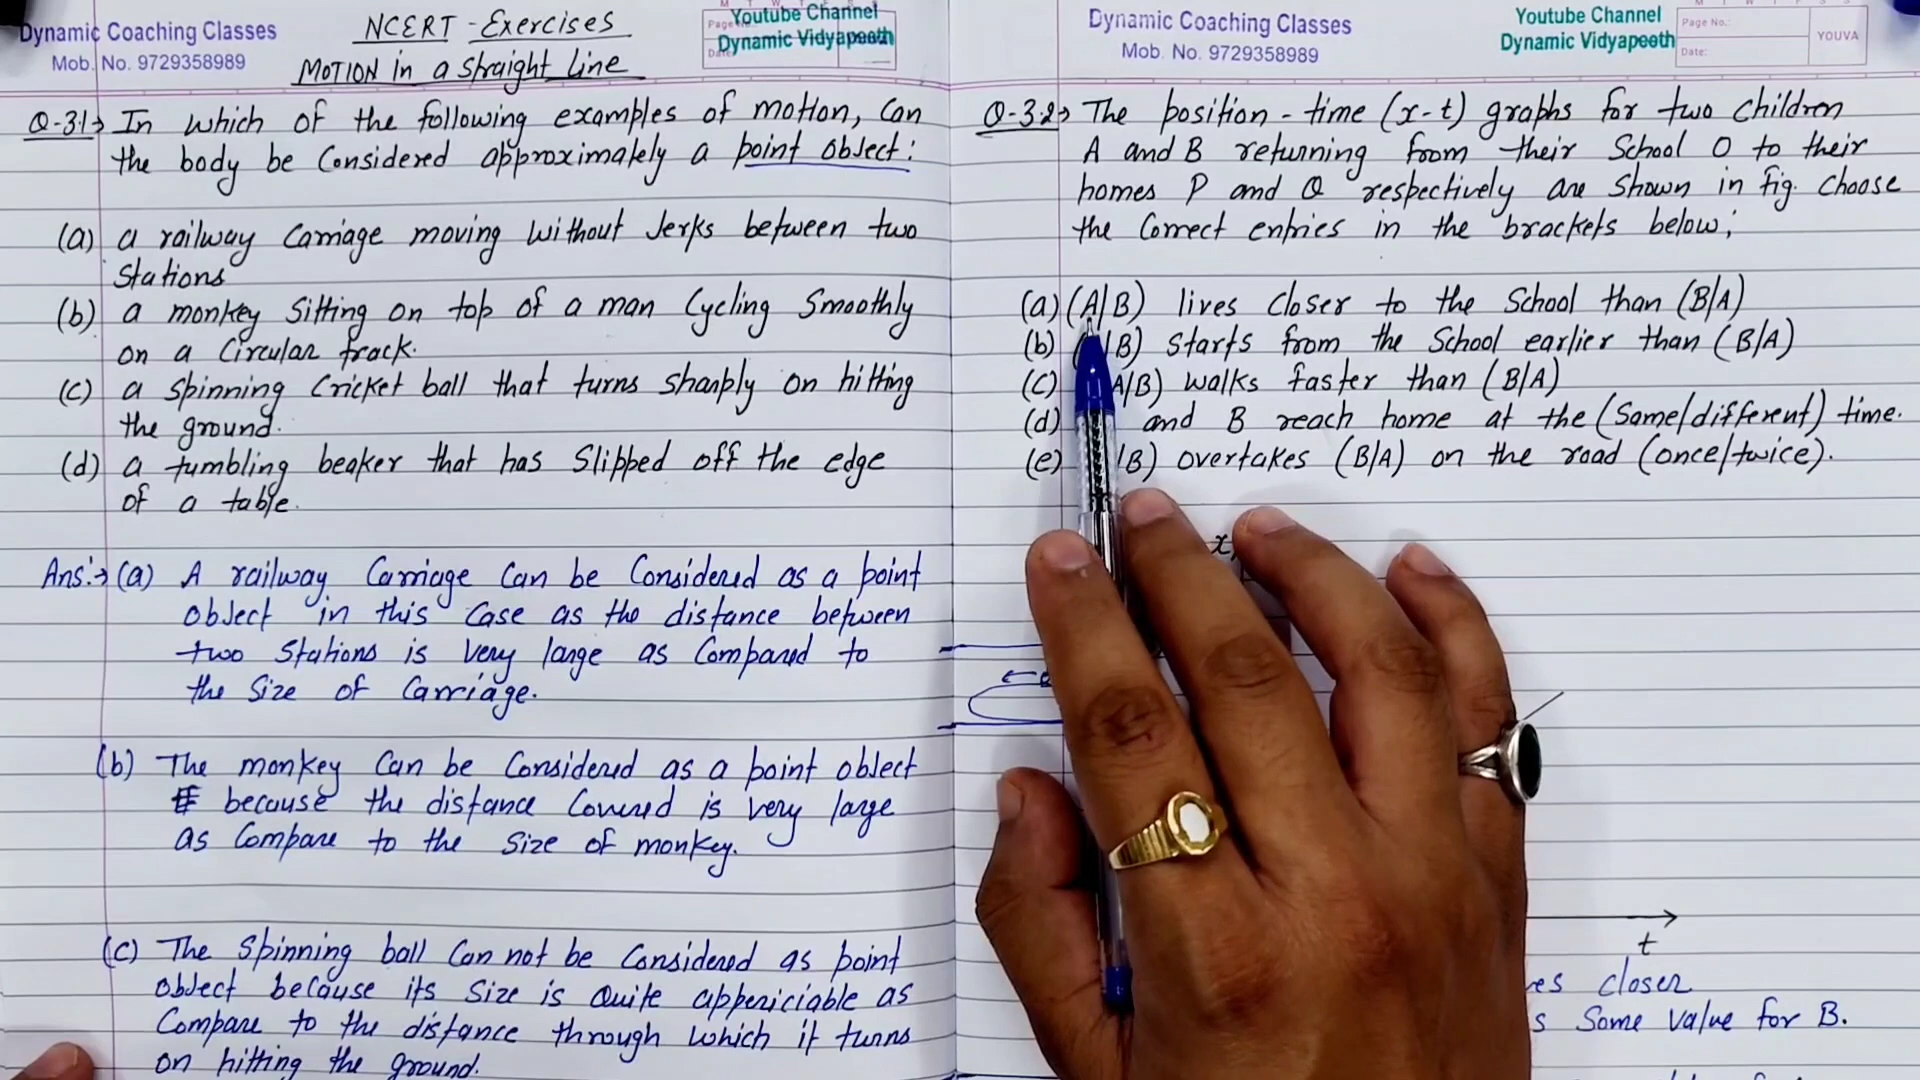 Dynamic Coaching Classes
Mob. No. 9729358989
NCERT - Exercises
MOTION in a straight Line
Youtube Channel
Dynamic Vidyapeeth
Q-3.1→ In which of the following examples of motion, Can
the body be Considered approximately a point object:
(a) a railway Carriage moving without Jerks between two
Stations
(b) a monkey Sitting on top of a man Cycling Smoothly
on a Circular track.
(c) a spinning Cricket ball that turns sharply on hitting
the ground.
(d) a tumbling beaker that has Slipped off the edge
of a table.
Ans:→ (a) A railway Carriage Can be Considered as a point
object in this Case as the distance between
two Stations is very large as Compared to
the Size of Carriage.
(b) The monkey Can be Considered as a point object
because the distance Covered is very large
as Compare to the Size of monkey.
(c) The Spinning ball Can not be Considered as point
object because its Size is Quite appericiable as
Compare to the distance through which it turns
on hitting the ground.
Dynamic Coaching Classes
Mob. No. 9729358989
Youtube Channel
Dynamic Vidyapeeth
Page No.:
Date:
YOUVA
Q-3.2→ The position - time (x-t) graphs for two Children
A and B returning from their School O to their
homes P and Q respectively are Shown in fig. Choose
the Correct entries in the brackets below;
(a) (A/B) lives Closer to the School than (B/A)
(b) /B) Starts from the School earlier than (B/A)
(c) A/B) walks faster than (B/A)
(d) and B reach home at the (Same/different) time.
(e) /B) overtakes (B/A) on the road (once/twice).
x
t
es closer
s Some value for B.